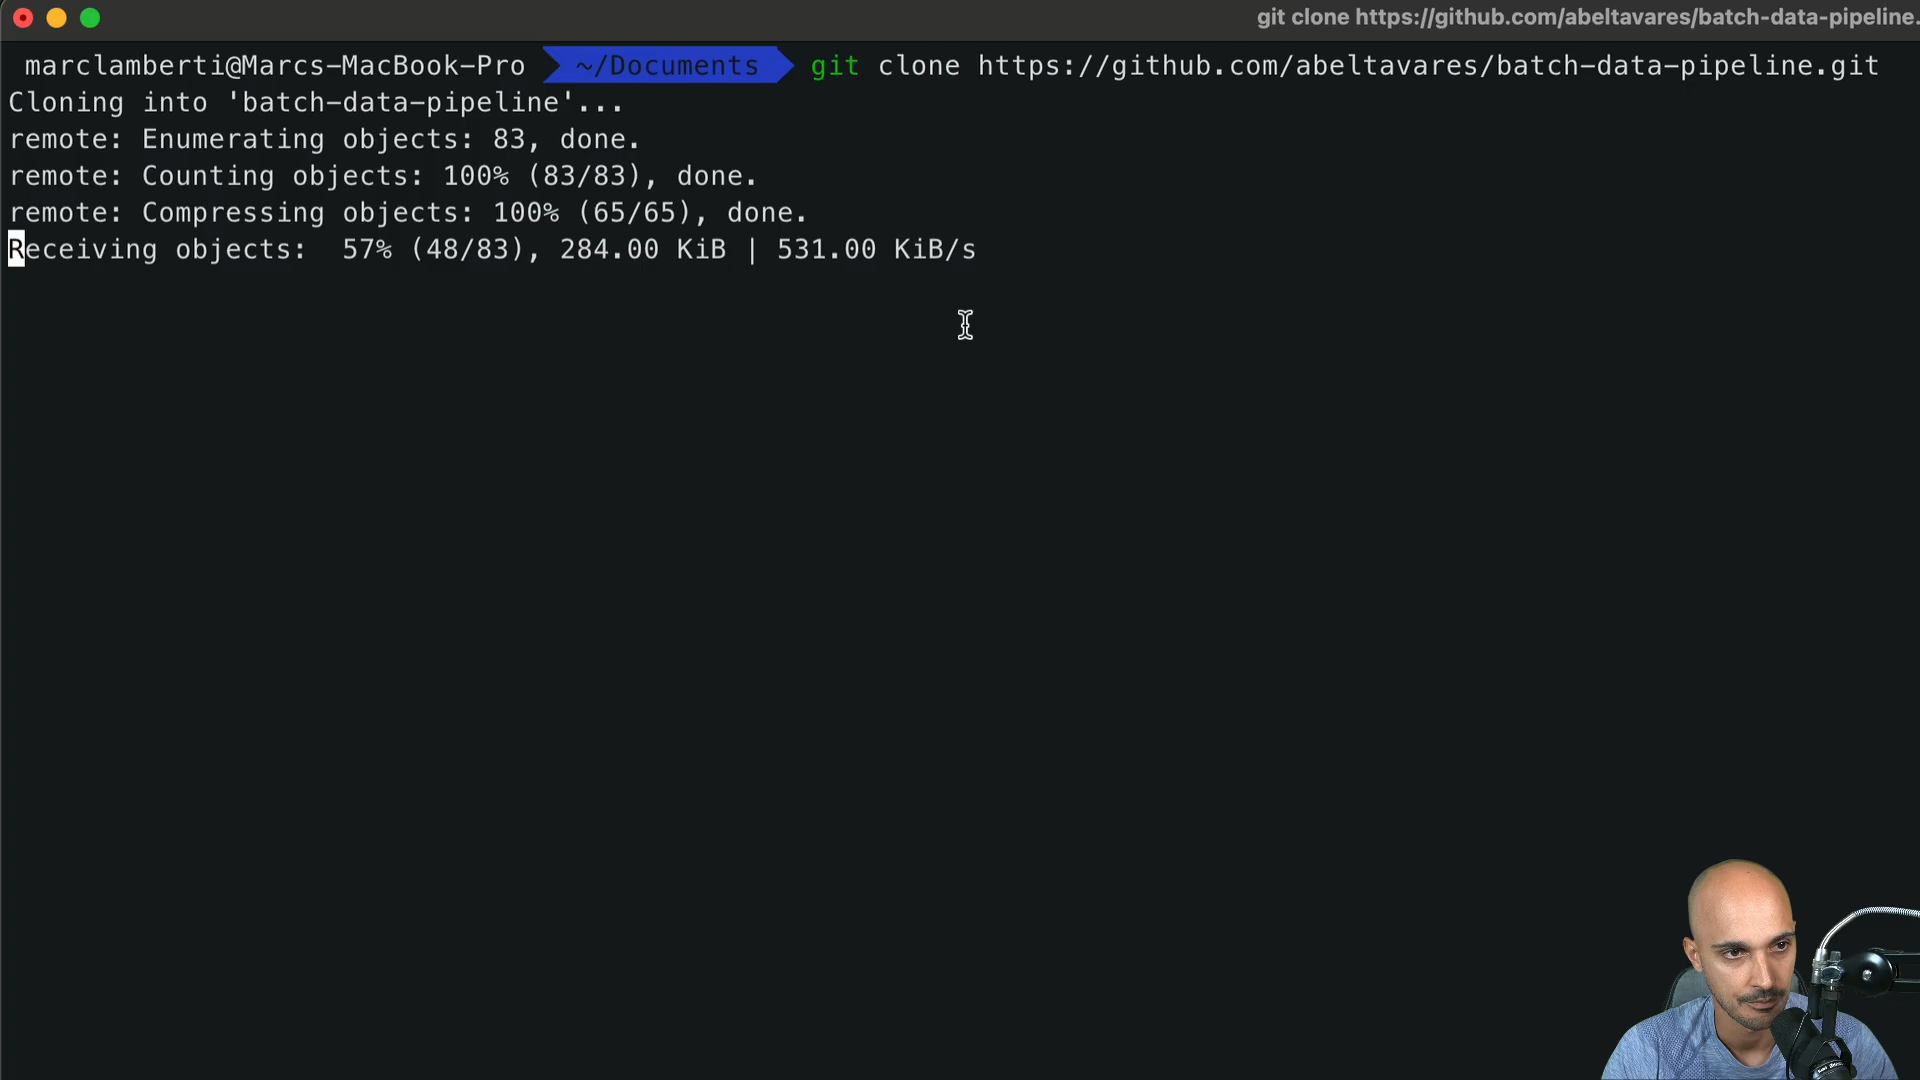 git clone https://github.com/abeltavares/batch-data-pipeline.
marclamberti@Marcs-MacBook-Pro ~/Documents git clone https://github.com/abeltavares/batch-data-pipeline.git
Cloning into 'batch-data-pipeline'...
remote: Enumerating objects: 83, done.
remote: Counting objects: 100% (83/83), done.
remote: Compressing objects: 100% (65/65), done.
Receiving objects:  57% (48/83), 284.00 KiB | 531.00 KiB/s